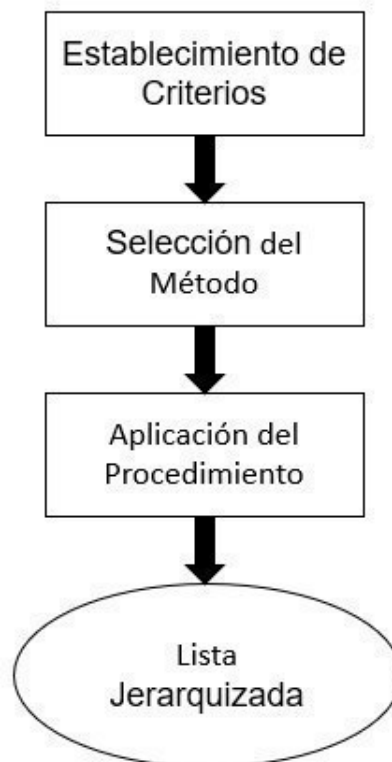 Establecimiento de
Criterios
Selección del
Método
Aplicación del
Procedimiento
Lista
Jerarquizada